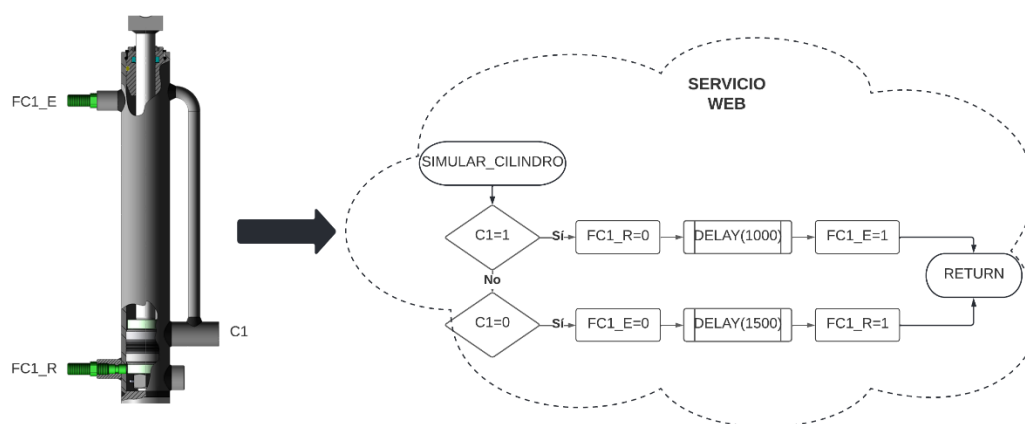 FC1_E
C1
FC1_R
SERVICIO
WEB
SIMULAR_CILINDRO
C1=1
Sí
FC1_R=0
DELAY(1000)
FC1_E=1
RETURN
No
C1=0
Sí
FC1_E=0
DELAY(1500)
FC1_R=1